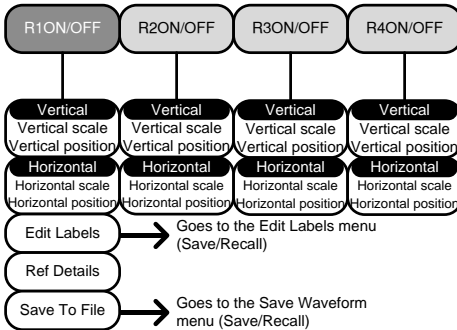 R1ON/OFF R2ON/OFF R3ON/OFF R4ON/OFF
Vertical Vertical Vertical Vertical
Vertical scale Vertical scale Vertical scale Vertical scale
Vertical position Vertical position Vertical position Vertical position
Horizontal Horizontal Horizontal Horizontal
Horizontal scale Horizontal scale Horizontal scale Horizontal scale
Horizontal position Horizontal position Horizontal position Horizontal position
Edit Labels Goes to the Edit Labels menu
(Save/Recall)
Ref Details
Save To File Goes to the Save Waveform
menu (Save/Recall)